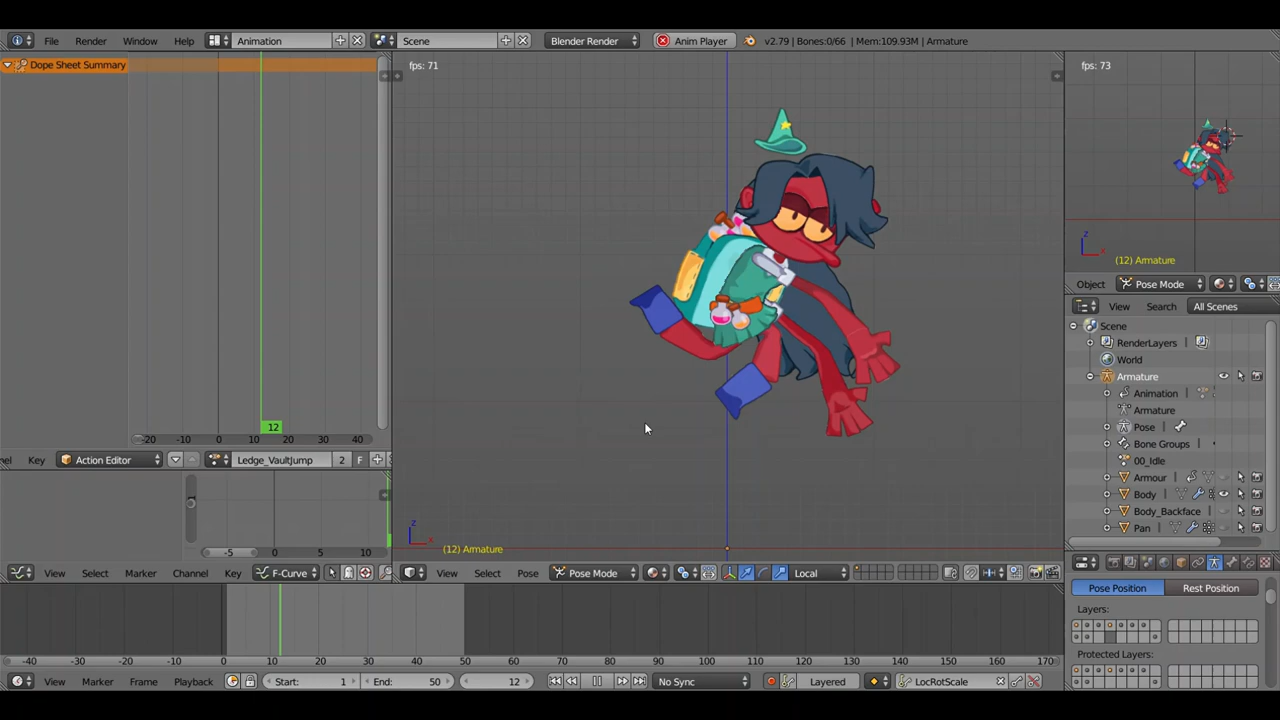 File Render Window Help Animation Scene Blender Render Anim Player v2.79 | Bones:0/66 | Mem:109.93M | Armature
Dope Sheet Summary
fps: 71
fps: 73
z
x
(12) Armature
Object Pose Mode
View Search All Scenes
Scene
RenderLayers
World
Armature
Animation
Armature
Pose
Bone Groups
00_Idle
Armour
Body
Body_Backface
Pan
12
-20 -10 0 10 20 30 40
Key Action Editor Ledge_VaultJump 2 F
-5 0 5 10
z
x
(12) Armature
View Select Marker Channel Key F-Curve
View Select Pose Pose Mode Local
Pose Position Rest Position
Layers:
Protected Layers:
-40 -30 -20 -10 0 10 20 30 40 50 60 70 80 90 100 110 120 130 140 150 160 170
View Marker Frame Playback Start: 1 End: 50 12 No Sync Layered LocRotScale